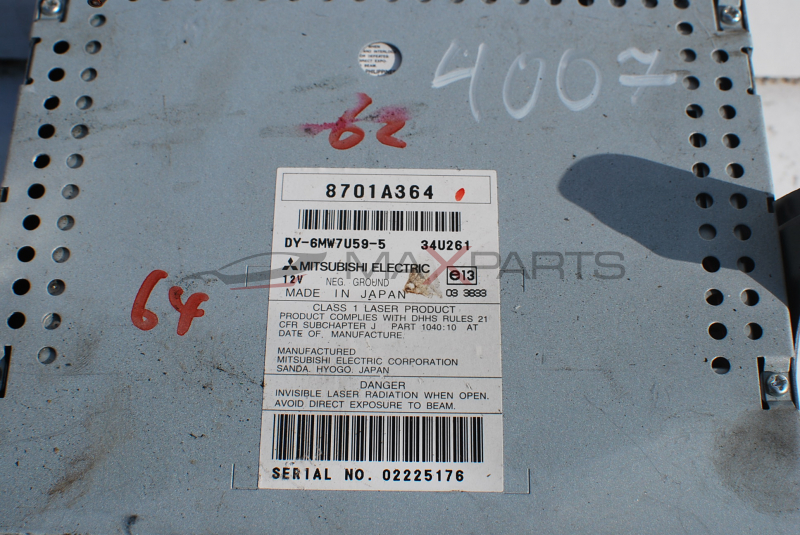 4007
62
64
8701A364
DY-6MW7U59-5 34U261
MITSUBISHI ELECTRIC
12V NEG. GROUND e13
MADE IN JAPAN 03 3833
CLASS 1 LASER PRODUCT
PRODUCT COMPLIES WITH DHHS RULES 21
CFR SUBCHAPTER J PART 1040:10 AT
DATE OF MANUFACTURE.
MANUFACTURED
MITSUBISHI ELECTRIC CORPORATION
SANDA, HYOGO, JAPAN
DANGER
INVISIBLE LASER RADIATION WHEN OPEN.
AVOID DIRECT EXPOSURE TO BEAM.
SERIAL NO. 02225176
MAXPARTS